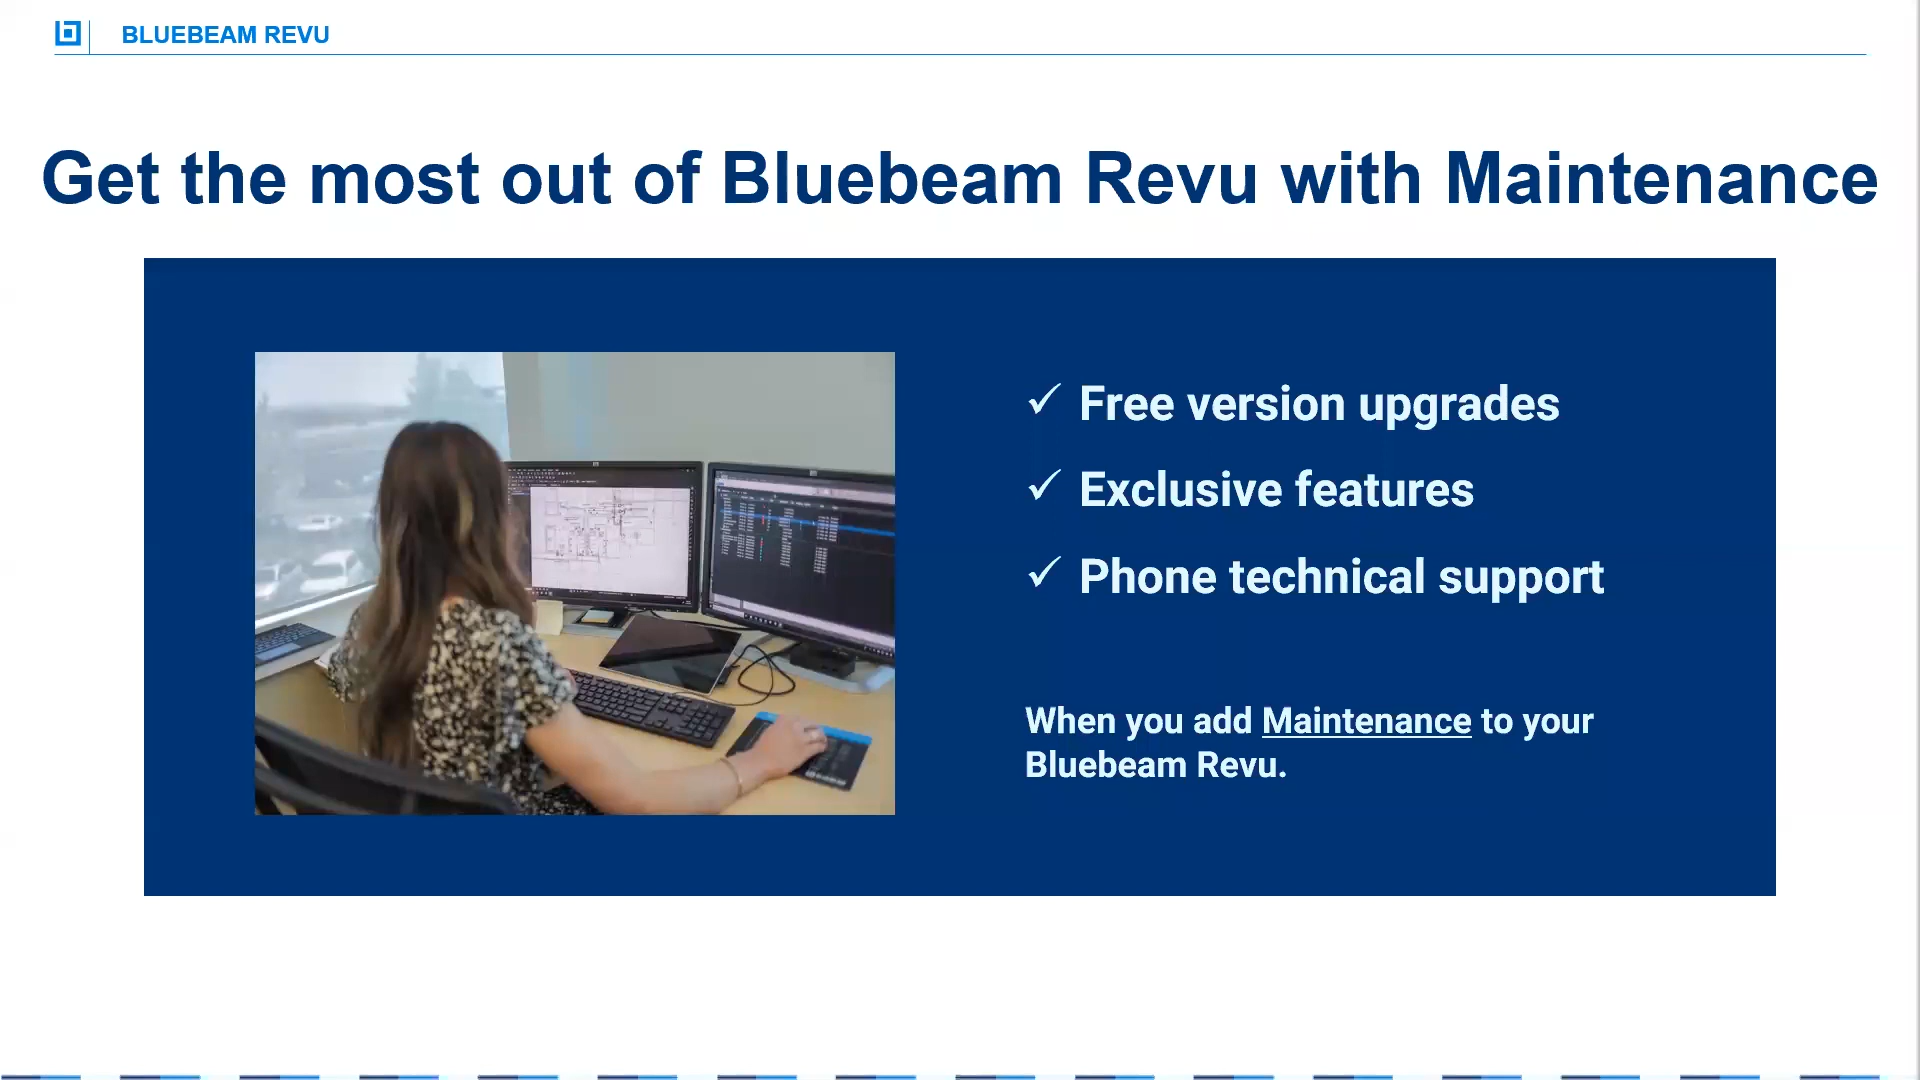 BLUEBEAM REVU
Get the most out of Bluebeam Revu with Maintenance
✓ Free version upgrades
✓ Exclusive features
✓ Phone technical support
When you add Maintenance to your
Bluebeam Revu.